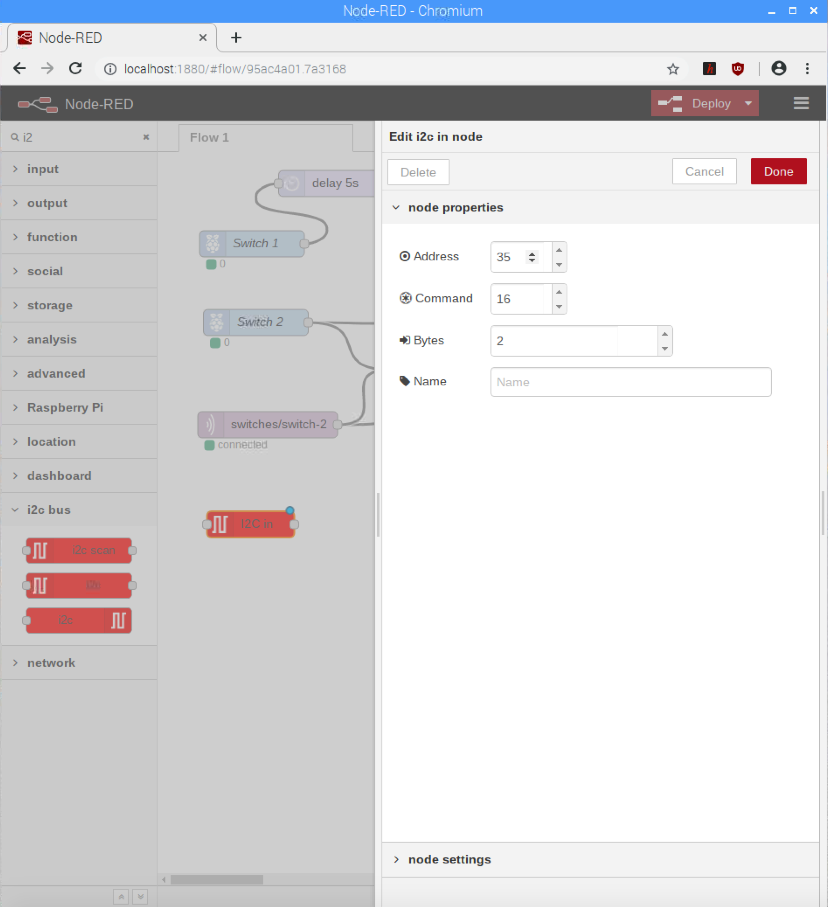 Node-RED - Chromium
Node-RED
localhost:1880/#flow/95ac4a01.7a3168
Node-RED
Deploy
i2
Flow 1
input
output
function
social
storage
analysis
advanced
Raspberry Pi
location
dashboard
i2c bus
i2c scan
i2c
i2c
network
delay 5s
Switch 1
0
Switch 2
0
switches/switch-2
connected
I2C in
Edit i2c in node
Delete
Cancel
Done
node properties
Address
35
Command
16
Bytes
2
Name
Name
node settings